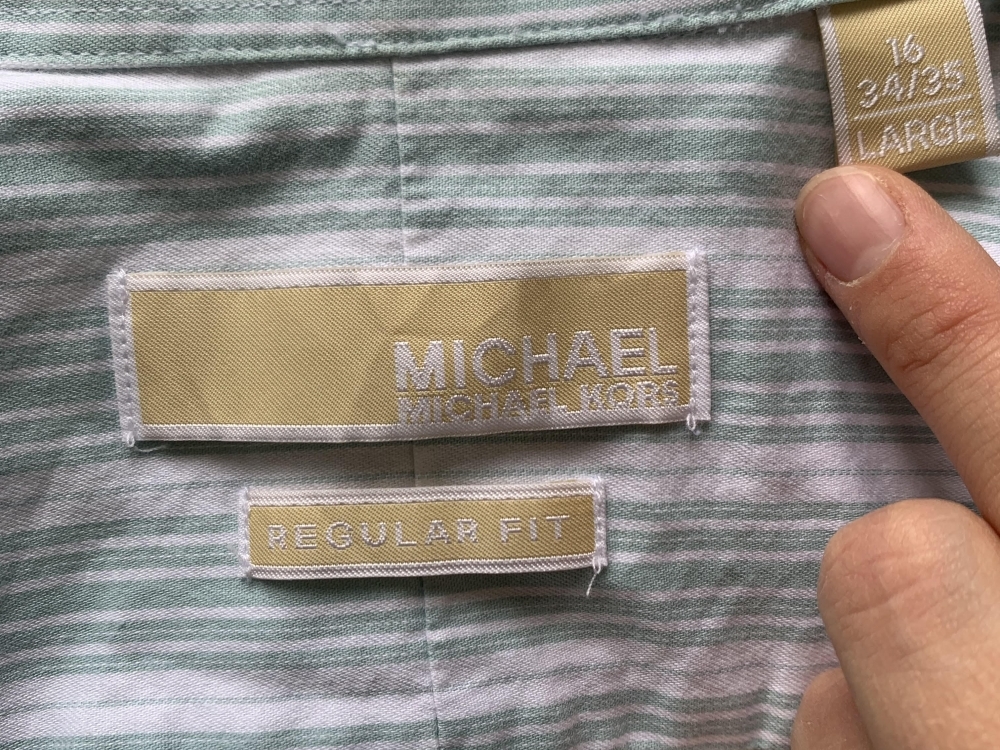 16
34/35
LARGE
MICHAEL
MICHAEL KORS
REGULAR FIT